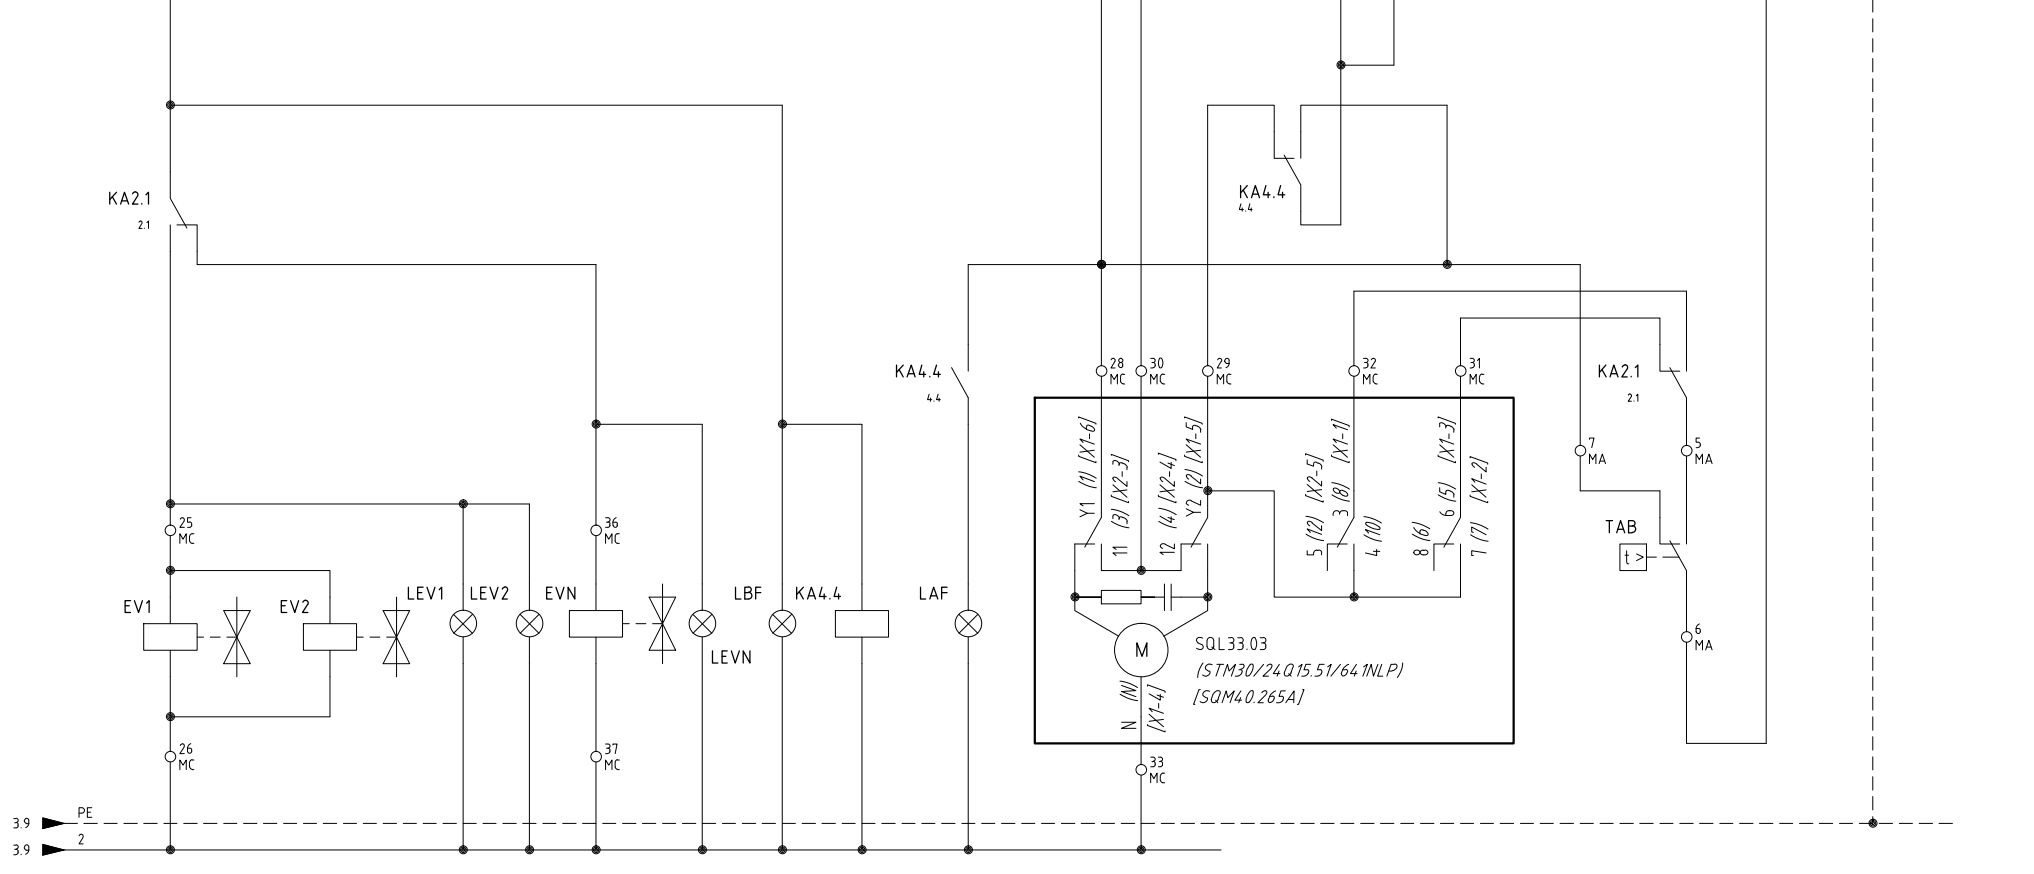 KA2.1
2.1
KA4.4
4.4
KA4.4
4.4
28
MC
30
MC
29
MC
32
MC
31
MC
KA2.1
2.1
Y1 (1) [X1-6]
11 (3) [X2-3]
12 (4) [X2-4]
Y2 (2) [X1-5]
5 (12) [X2-5]
3 (8) [X1-1]
4 (10)
8 (6)
6 (5) [X1-3]
7 (7) [X1-2]
7
MA
5
MA
25
MC
36
MC
TAB
t >
EV1
EV2
LEV1
LEV2
EVN
LEVN
LBF
KA4.4
LAF
M
SQL33.03
(STM30/24Q15.51/641NLP)
[SQM40.265A]
N (N)
[X1-4]
6
MA
26
MC
37
MC
33
MC
3.9
PE
3.9
2